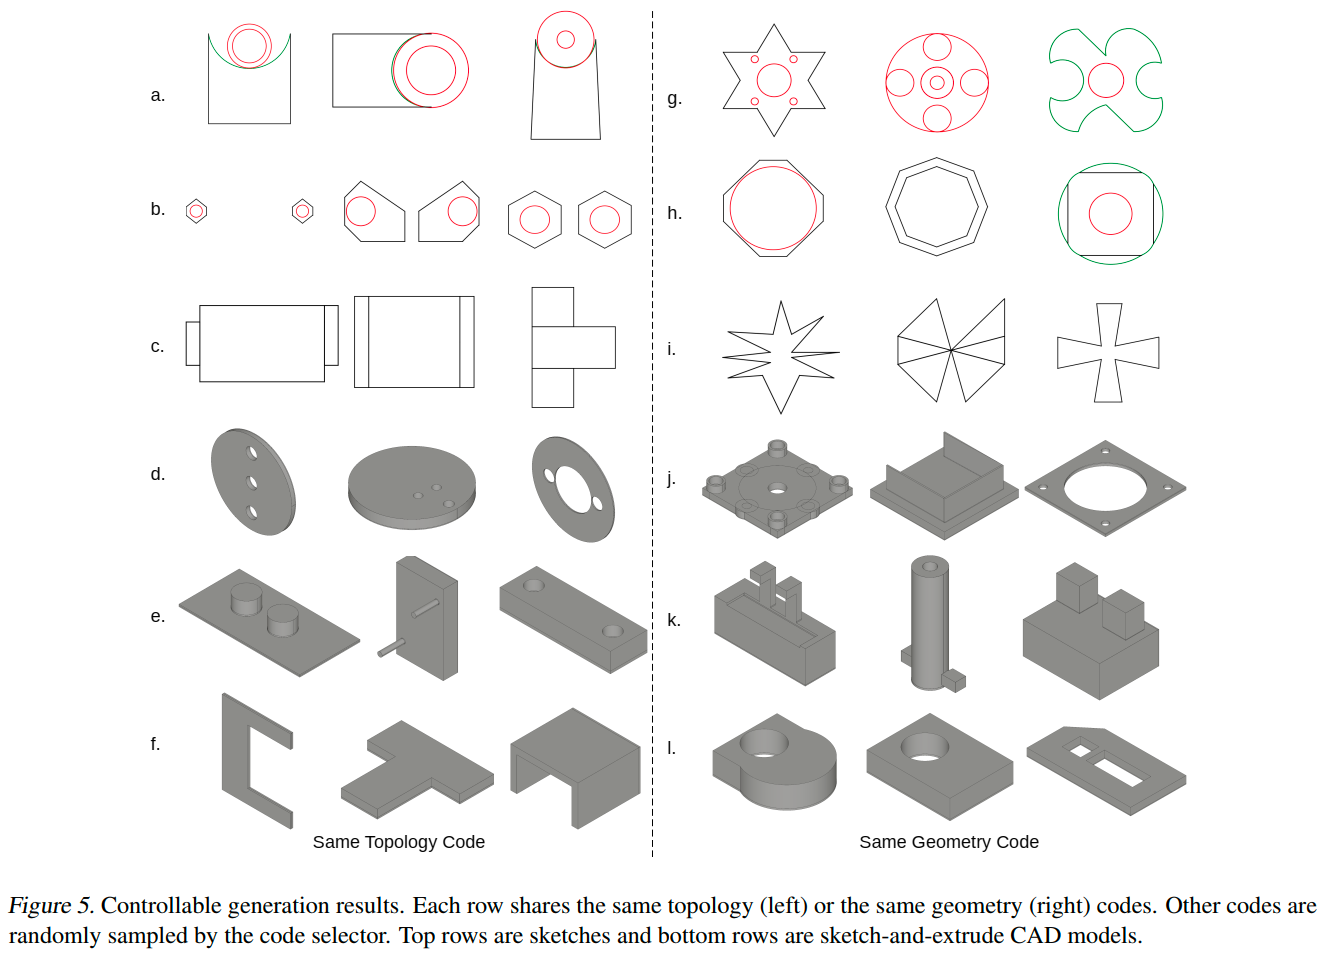 a.
b.
c.
d.
e.
f.
Same Topology Code
g.
h.
i.
j.
k.
l.
Same Geometry Code
Figure 5. Controllable generation results. Each row shares the same topology (left) or the same geometry (right) codes. Other codes are
randomly sampled by the code selector. Top rows are sketches and bottom rows are sketch-and-extrude CAD models.